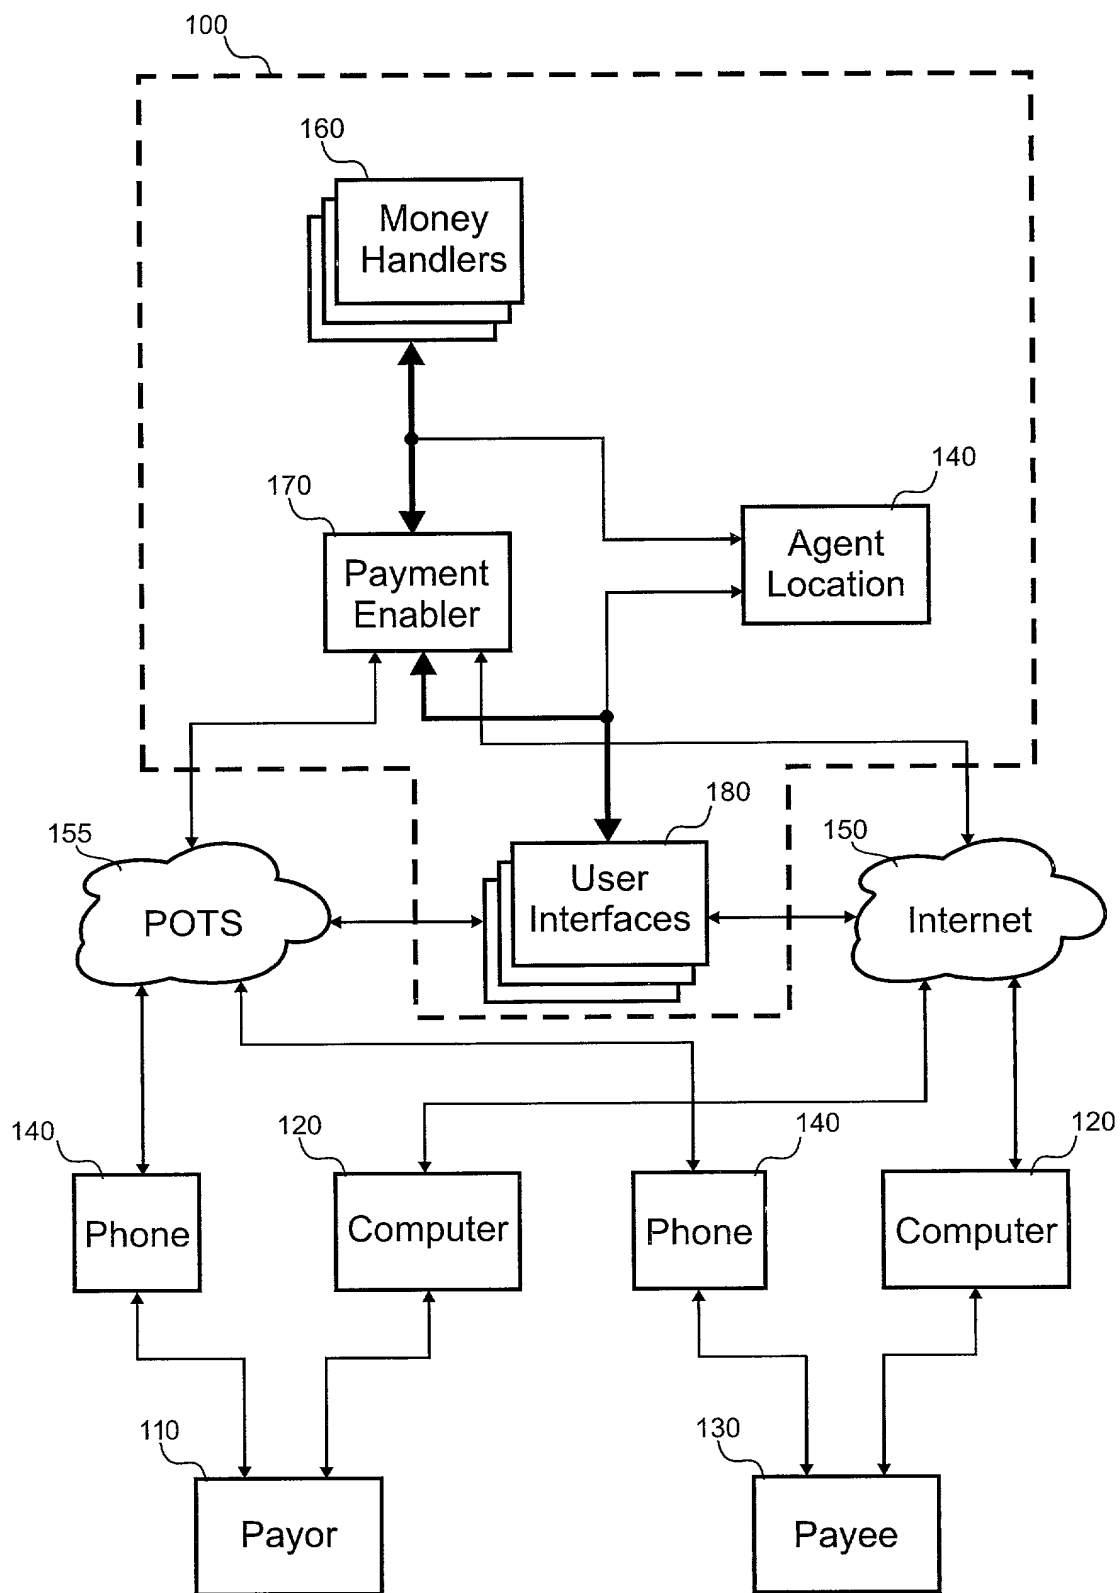 100
160
Money
Handlers
140
170
Agent
Location
Payment
Enabler
180
155
150
User
Interfaces
POTS
Internet
140
120
140
120
Phone
Computer
Phone
Computer
110
130
Payor
Payee